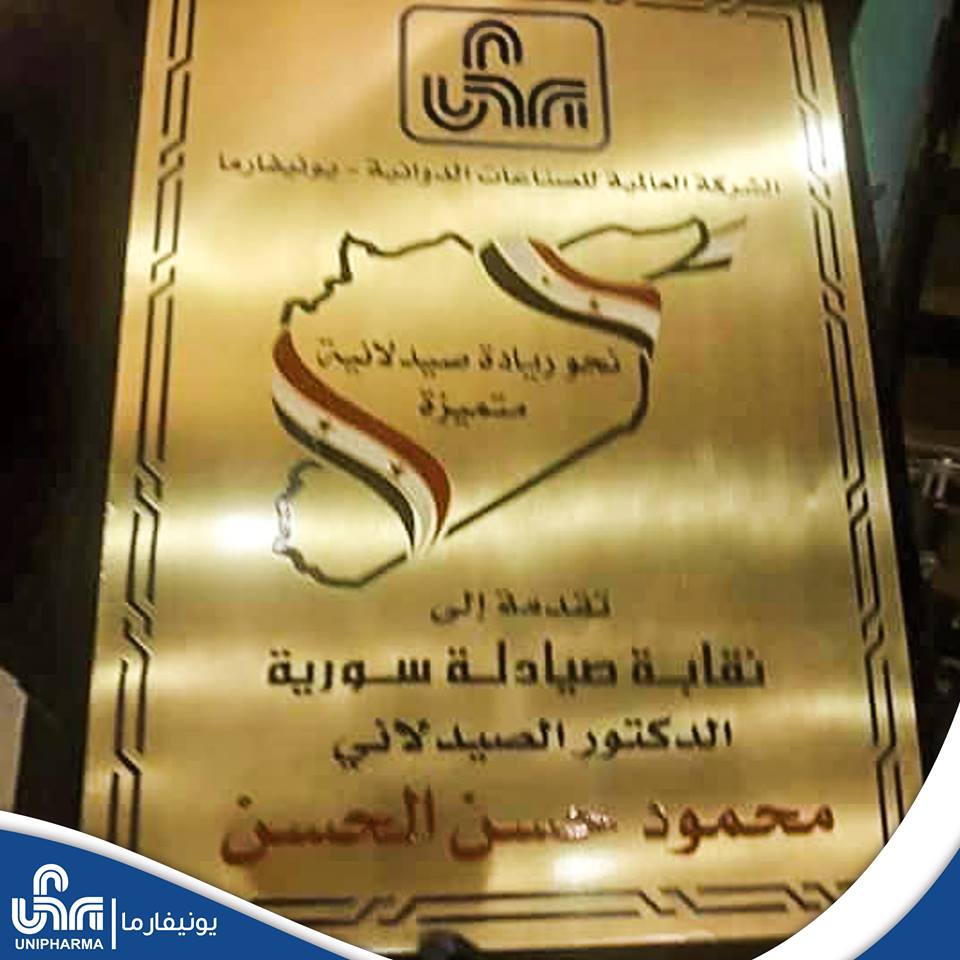 الشركة العالمية للصناعات الدوائية - يونيفارما
نحو ريادة صيدلانية
متميزة
تقدمة إلى
نقابة صيادلة سورية
الدكتور الصيدلاني
محمود حسن الحسن
يونيفارما
UNIPHARMA